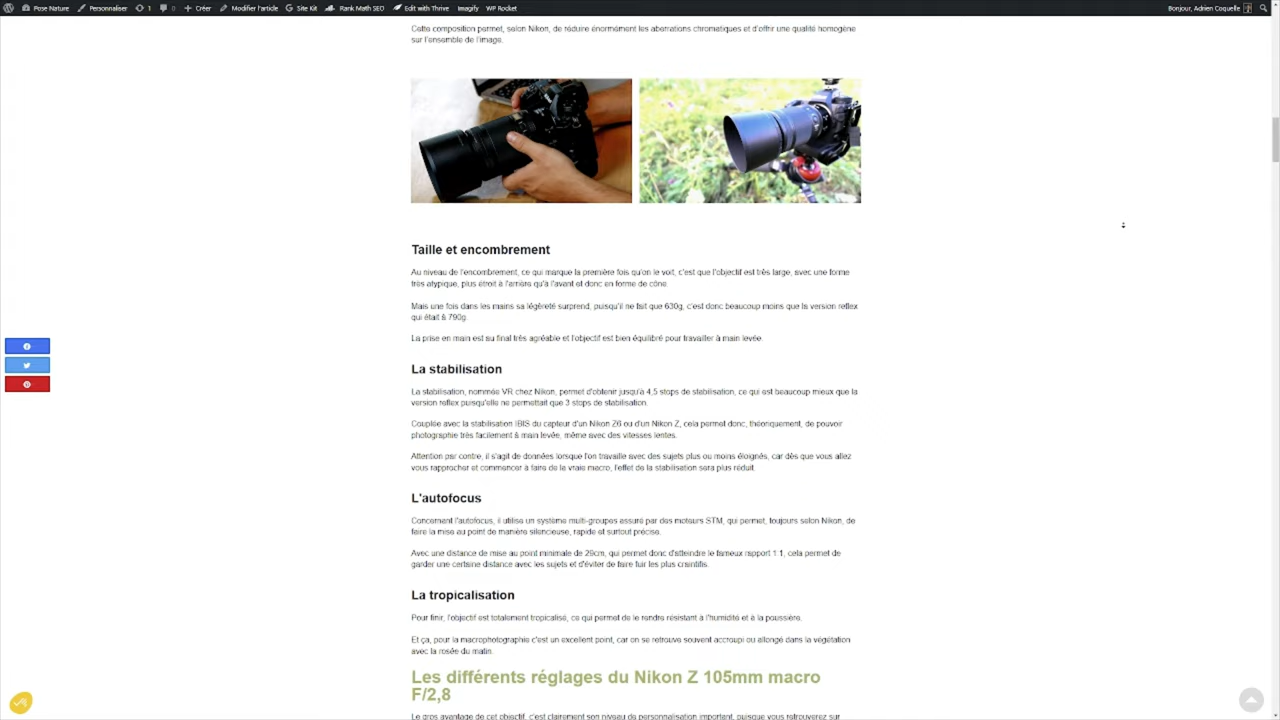 Pose Nature Personnaliser 1 0 Créer Modifier l'article Site Kit Rank Math SEO Edit with Thrive Imagify WP Rocket Bonjour, Adrien Coquelle
Cette composition permet, selon Nikon, de réduire énormément les aberrations chromatiques et d'offrir une qualité homogène
sur l'ensemble de l'image.
Taille et encombrement
Au niveau de l'encombrement, ce qui marque la première fois qu'on le voit, c'est que l'objectif est très large, avec une forme
très atypique, plus étroit à l'arrière qu'à l'avant et donc en forme de cône.
Mais une fois dans les mains sa légèreté surprend, puisqu'il ne fait que 630g, c'est donc beaucoup moins que la version reflex
qui était à 790g.
La prise en main est au final très agréable et l'objectif est bien équilibré pour travailler à main levée.
La stabilisation
La stabilisation, nommée VR chez Nikon, permet d'obtenir jusqu'à 4,5 stops de stabilisation, ce qui est beaucoup mieux que la
version reflex puisqu'elle ne permettait que 3 stops de stabilisation.
Couplée avec la stabilisation IBIS du capteur d'un Nikon Z6 ou d'un Nikon Z, cela permet donc, théoriquement, de pouvoir
photographie très facilement à main levée, même avec des vitesses lentes.
Attention par contre, il s'agit de données lorsque l'on travaille avec des sujets plus ou moins éloignés, car dès que vous allez
vous rapprocher et commencer à faire de la vraie macro, l'effet de la stabilisation sera plus réduit.
L'autofocus
Concernant l'autofocus, il utilise un système multi-groupes assuré par des moteurs STM, qui permet, toujours selon Nikon, de
faire la mise au point de manière silencieuse, rapide et surtout précise.
Avec une distance de mise au point minimale de 29cm, qui permet donc d'atteindre le fameux rapport 1:1, cela permet de
garder une certaine distance avec les sujets et d'éviter de faire fuir les plus craintifs.
La tropicalisation
Pour finir, l'objectif est totalement tropicalisé, ce qui permet de le rendre résistant à l'humidité et à la poussière.
Et ça, pour la macrophotographie c'est un excellent point, car on se retrouve souvent accroupi ou allongé dans la végétation
avec la rosée du matin.
Les différents réglages du Nikon Z 105mm macro
F/2,8
Le gros avantage de cet objectif, c'est clairement son niveau de personnalisation important, puisque vous retrouverez sur